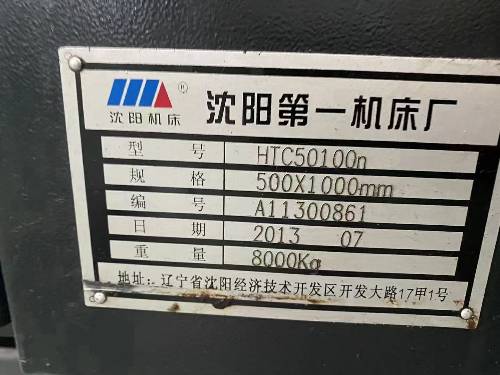 沈阳机床 ®
沈阳第一机床厂
型 号 HTC50100n
规 格 500X1000mm
编 号 A11300861
日 期 2013 07
重 量 8000Kg
地址:. 辽宁省沈阳经济技术开发区开发大路17甲1号